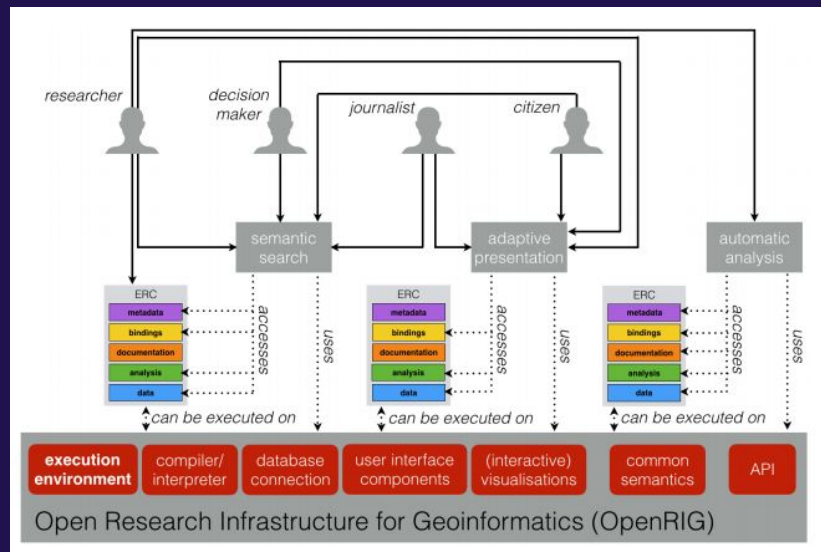 researcher
decision
maker
journalist
citizen
semantic
search
adaptive
presentation
automatic
analysis
ERC
metadata
bindings
documentation
analysis
data
accesses
uses
ERC
metadata
bindings
documentation
analysis
data
accesses
uses
ERC
metadata
bindings
documentation
analysis
data
accesses
uses
can be executed on
can be executed on
can be executed on
execution
environment
compiler/
interpreter
database
connection
user interface
components
(interactive)
visualisations
common
semantics
API
Open Research Infrastructure for Geoinformatics (OpenRIG)